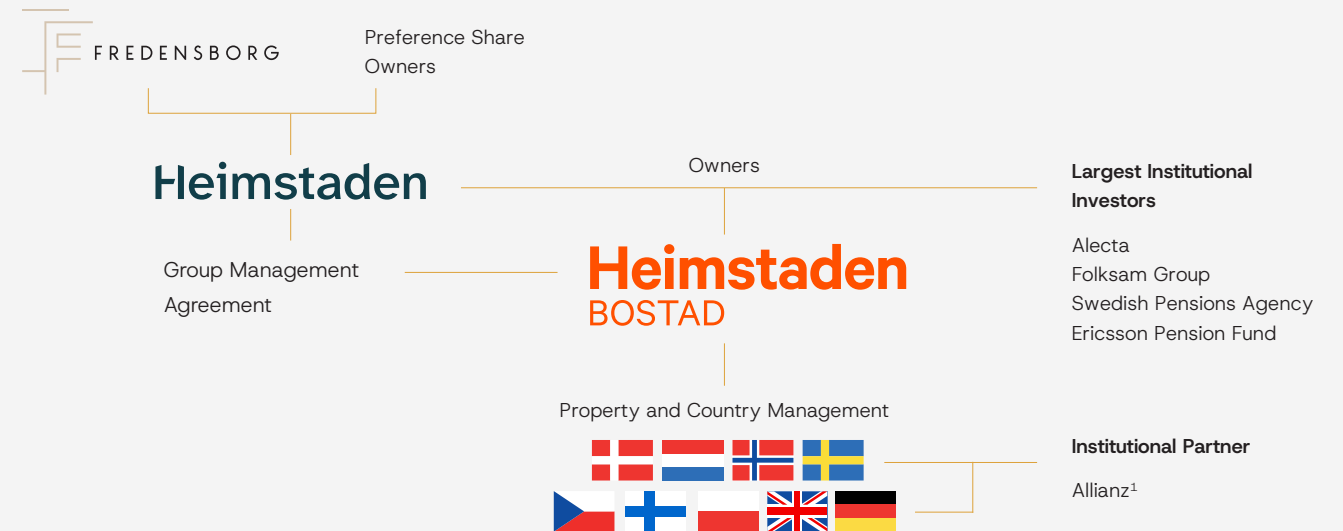 FREDENSBORG
Preference Share
Owners
Heimstaden
Owners
Largest Institutional
Investors
Alecta
Folksam Group
Swedish Pensions Agency
Ericsson Pension Fund
Group Management
Agreement
Heimstaden
BOSTAD
Property and Country Management
Institutional Partner
Allianz¹